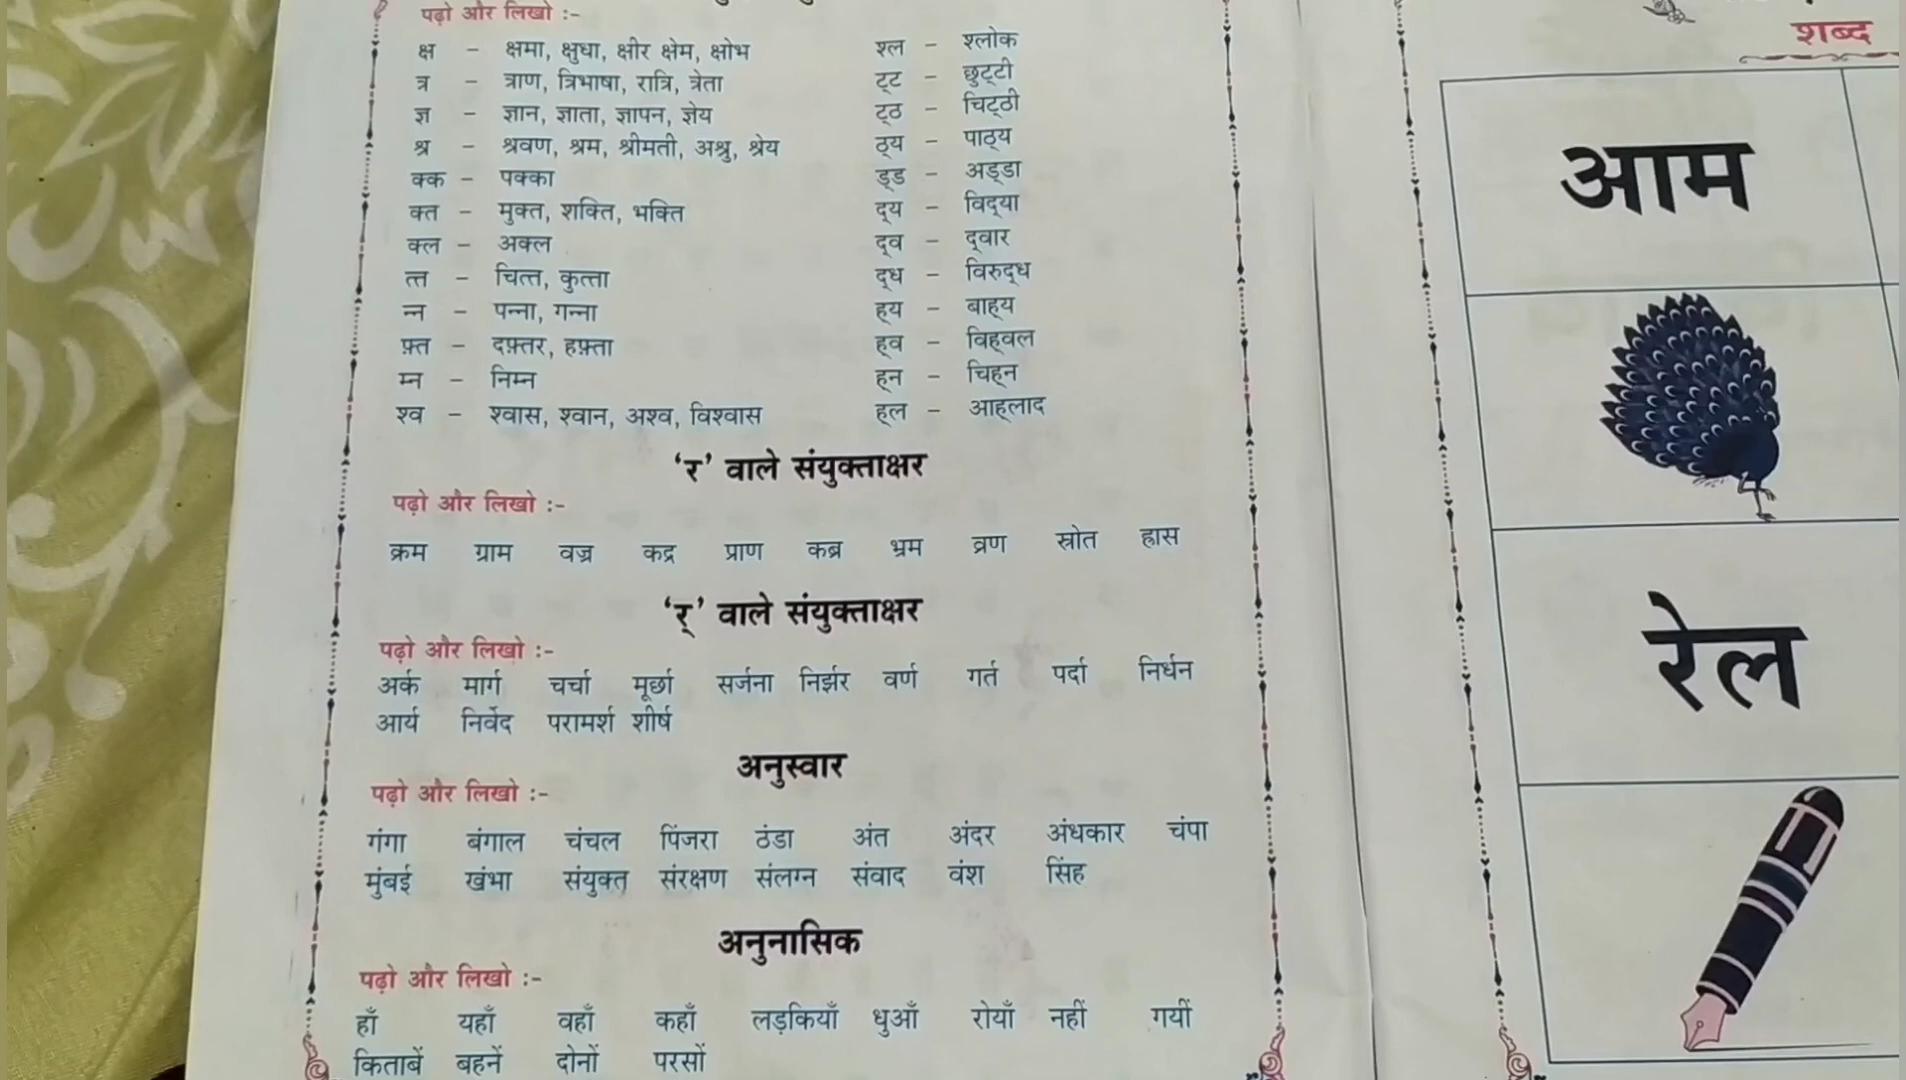 पढ़ो और लिखो :-
क्ष - क्षमा, क्षुधा, क्षीर क्षेम, क्षोभ
त्र - त्राण, त्रिभाषा, रात्रि, त्रेता
ज्ञ - ज्ञान, ज्ञाता, ज्ञापन, ज्ञेय
श्र - श्रवण, श्रम, श्रीमती, अश्रु, श्रेय
क्क - पक्का
क्त - मुक्त, शक्ति, भक्ति
क्ल - अक्ल
त्त - चित्त, कुत्ता
न्न - पन्ना, गन्ना
फ़्त - दफ़्तर, हफ़्ता
म्न - निम्न
श्व - श्वास, श्वान, अश्व, विश्वास
श्ल - श्लोक
ट्‌ट - छुट्‌टी
ट्‌ठ - चिट्‌ठी
ठ्‌य - पाठ्‌य
ड्‌ड - अड्‌डा
द्‌य - विद्‌या
द्‌व - द्‌वार
द्‌ध - विरुद्‌ध
ह्‌य - बाह्‌य
ह्‌व - विह्‌वल
ह्‌न - चिह्‌न
ह्‌ल - आह्‌लाद
‘र’ वाले संयुक्ताक्षर
पढ़ो और लिखो :-
क्रम ग्राम वज्र कद्र प्राण कब्र भ्रम व्रण स्रोत ह्रास
‘र्’ वाले संयुक्ताक्षर
पढ़ो और लिखो :-
अर्क मार्ग चर्चा मूर्छा सर्जना निर्झर वर्ण गर्त पर्दा निर्धन
आर्य निर्वेद परामर्श शीर्ष
अनुस्वार
पढ़ो और लिखो :-
गंगा बंगाल चंचल पिंजरा ठंडा अंत अंदर अंधकार चंपा
मुंबई खंभा संयुक्त संरक्षण संलग्न संवाद वंश सिंह
अनुनासिक
पढ़ो और लिखो :-
हाँ यहाँ वहाँ कहाँ लड़कियाँ धुआँ रोयाँ नहीं गयीं
किताबें बहनें दोनों परसों
शब्द
आम
रेल